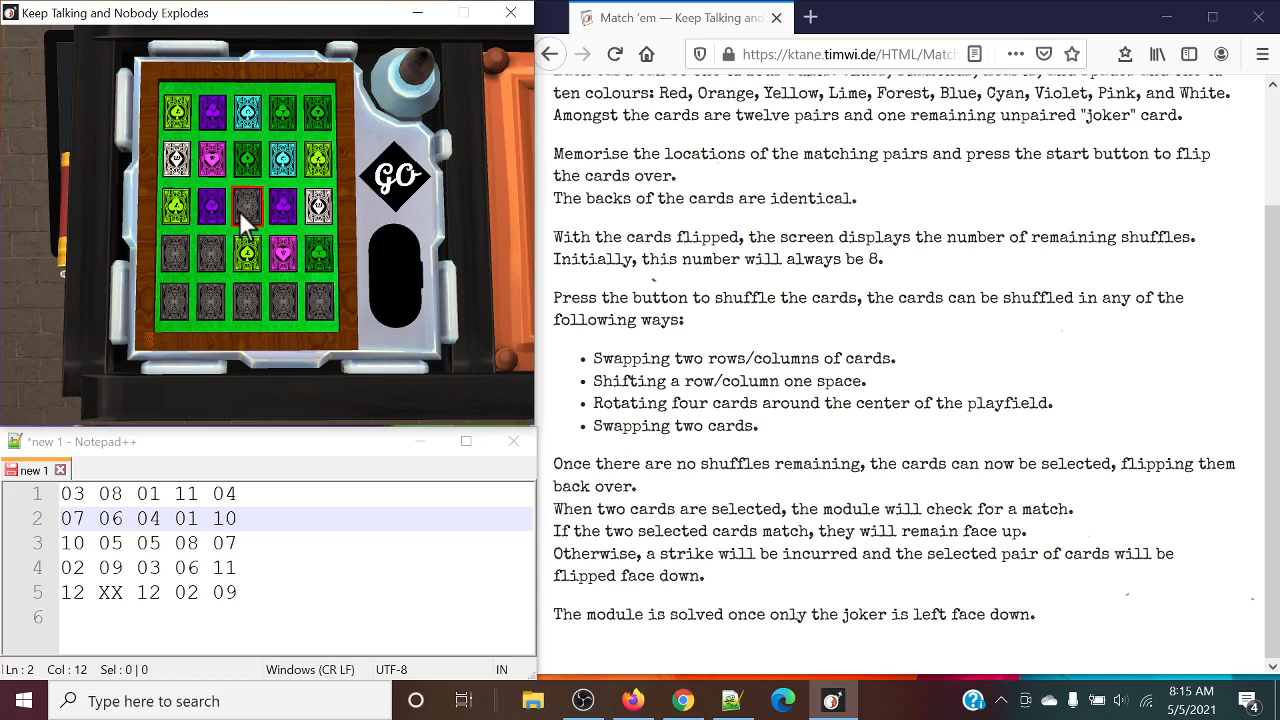 Keep Talking and Nobody Explodes
GO
*new 1 - Notepad++
new 1
1 03 08 01 11 04
2 07 06 04 01 10
3 10 05 05 08 07
4 02 09 03 06 11
5 12 XX 12 02 09
6
Ln : 2 Col : 12 Sel : 0 | 0 Windows (CR LF) UTF-8 IN
Match 'em — Keep Talking and
https://ktane.timwi.de/HTML/Matc
ten colours: Red, Orange, Yellow, Lime, Forest, Blue, Cyan, Violet, Pink, and White.
Amongst the cards are twelve pairs and one remaining unpaired "joker" card.
Memorise the locations of the matching pairs and press the start button to flip
the cards over.
The backs of the cards are identical.
With the cards flipped, the screen displays the number of remaining shuffles.
Initially, this number will always be 8.
Press the button to shuffle the cards, the cards can be shuffled in any of the
following ways:
• Swapping two rows/columns of cards.
• Shifting a row/column one space.
• Rotating four cards around the center of the playfield.
• Swapping two cards.
Once there are no shuffles remaining, the cards can now be selected, flipping them
back over.
When two cards are selected, the module will check for a match.
If the two selected cards match, they will remain face up.
Otherwise, a strike will be incurred and the selected pair of cards will be
flipped face down.
The module is solved once only the joker is left face down.
Type here to search
8:15 AM
5/5/2021
4